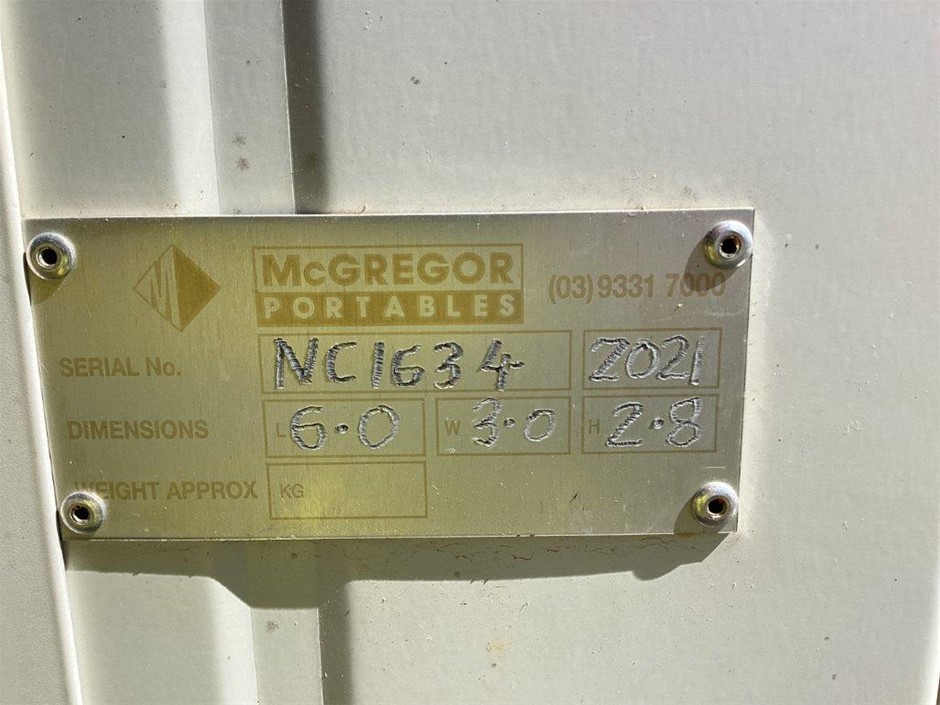 McGREGOR
PORTABLES
(03) 9331 7000
SERIAL No. NC1634 2021
DIMENSIONS L 6.0 W 3.0 H 2.8
WEIGHT APPROX KG